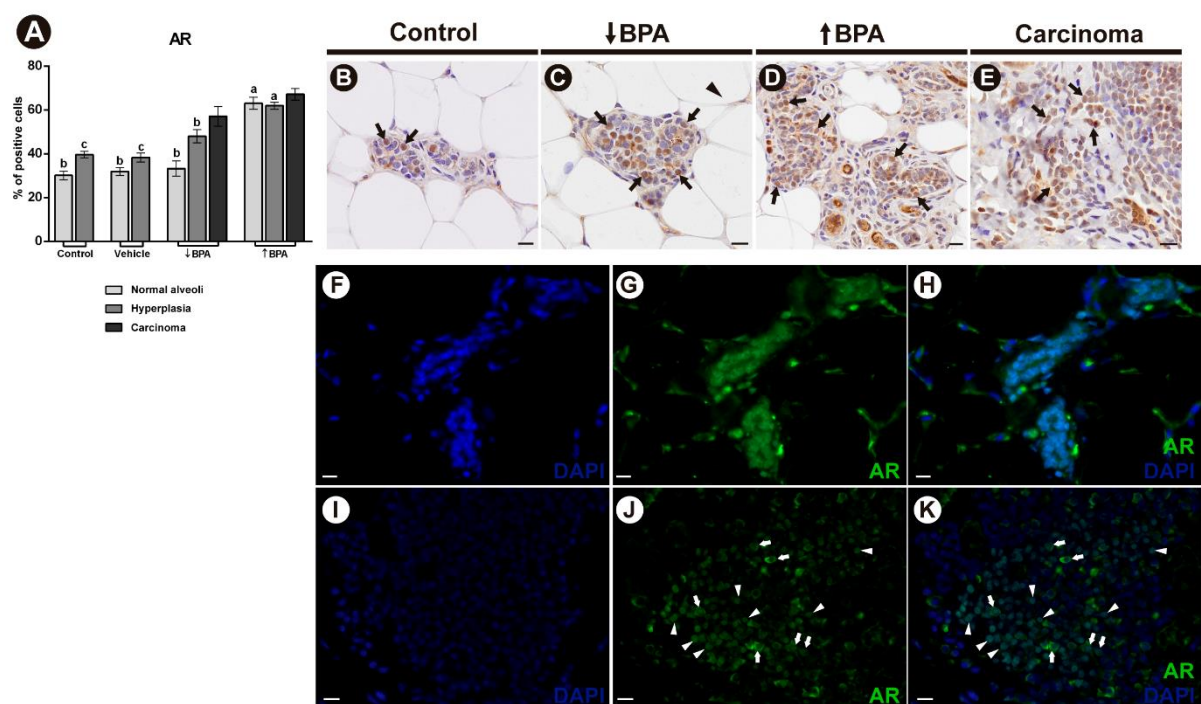 A
AR
% of positive cells
80
60
40
20
0
b
c
b
c
b
b
a
a
Control
Vehicle
↓BPA
↑BPA
Normal alveoli
Hyperplasia
Carcinoma
Control
↓BPA
↑BPA
Carcinoma
B
C
D
E
F
DAPI
G
AR
H
AR
DAPI
I
DAPI
J
AR
K
AR
DAPI